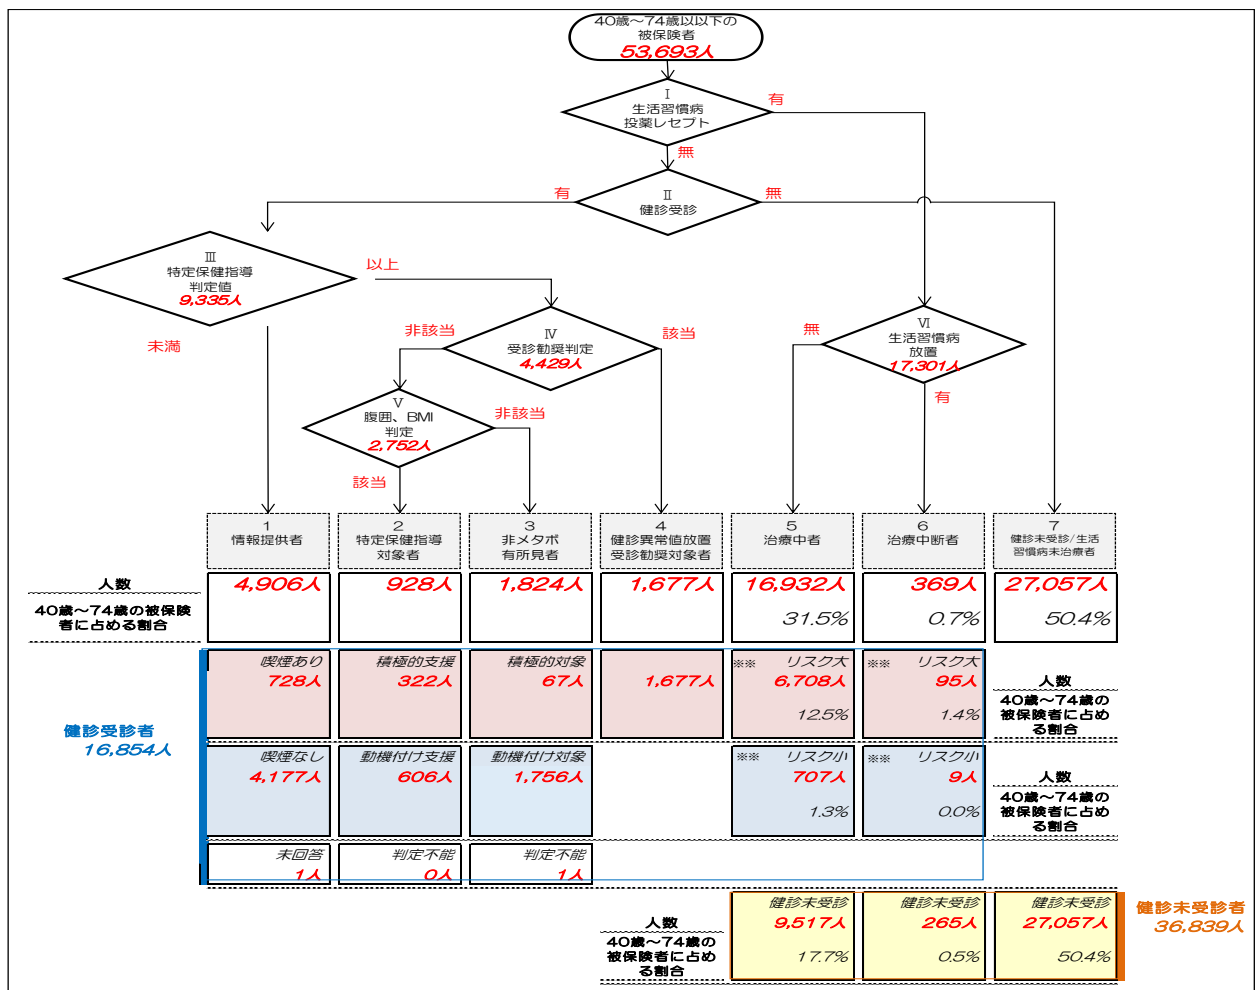 40歳～74歳以以下の
被保険者
53,693人
Ⅰ
生活習慣病
投薬レセプト
有
無
Ⅱ
健診受診
有
無
Ⅲ
特定保健指導
判定値
9,335人
以上
未満
Ⅳ
受診勧奨判定
4,429人
非該当
該当
Ⅵ
生活習慣病
放置
17,301人
無
有
Ⅴ
腹囲、BMI
判定
2,752人
非該当
該当
1
情報提供者
2
特定保健指導
対象者
3
非メタボ
有所見者
4
健診異常値放置
受診勧奨対象者
5
治療中者
6
治療中断者
7
健診未受診/生活
習慣病未治療者
人数
4,906人
928人
1,824人
1,677人
16,932人
369人
27,057人
40歳～74歳の被保険
者に占める割合
31.5%
0.7%
50.4%
健診受診者
16,854人
喫煙あり
728人
積極的支援
322人
積極的対象
67人
1,677人
※※ リスク大
6,708人
12.5%
※※ リスク大
95人
1.4%
人数
40歳～74歳の
被保険者に占め
る割合
喫煙なし
4,177人
動機付け支援
606人
動機付け対象
1,756人
※※ リスク小
707人
1.3%
※※ リスク小
9人
0.0%
人数
40歳～74歳の
被保険者に占め
る割合
未回答
1人
判定不能
0人
判定不能
1人
人数
40歳～74歳の
被保険者に占め
る割合
健診未受診
9,517人
17.7%
健診未受診
265人
0.5%
健診未受診
27,057人
50.4%
健診未受診者
36,839人